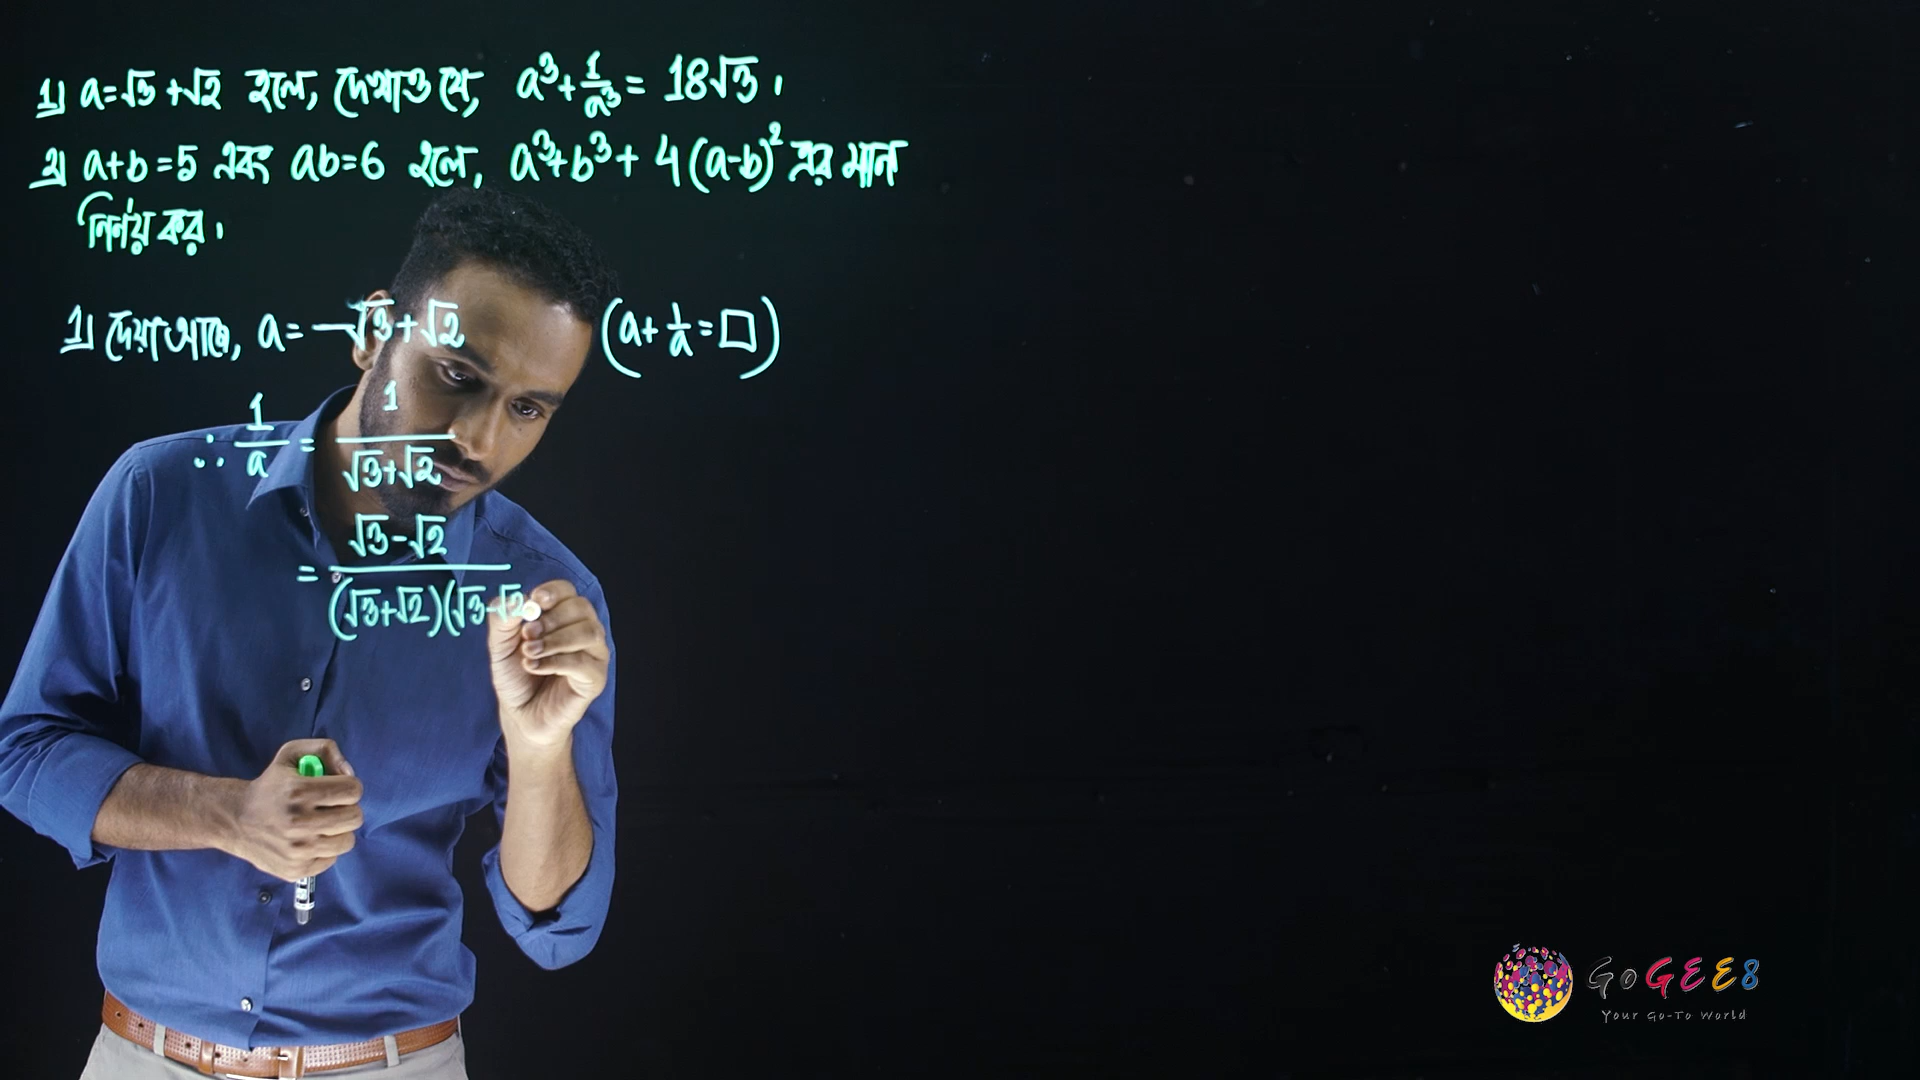 ১। a=√3+√2 হলে, দেখাও যে, a³+1/a³=18√3।
২। a+b=5 এবং ab=6 হলে, a³+b³+4(a-b)² এর মান
নির্ণয় কর।
১। দেয়া আছে, a=√3+√2 (a+1/a=□)
∴ 1/a = 1/√3+√2
= √3-√2/(√3+√2)(√3-√2
GoGEE8
Your Go-To World